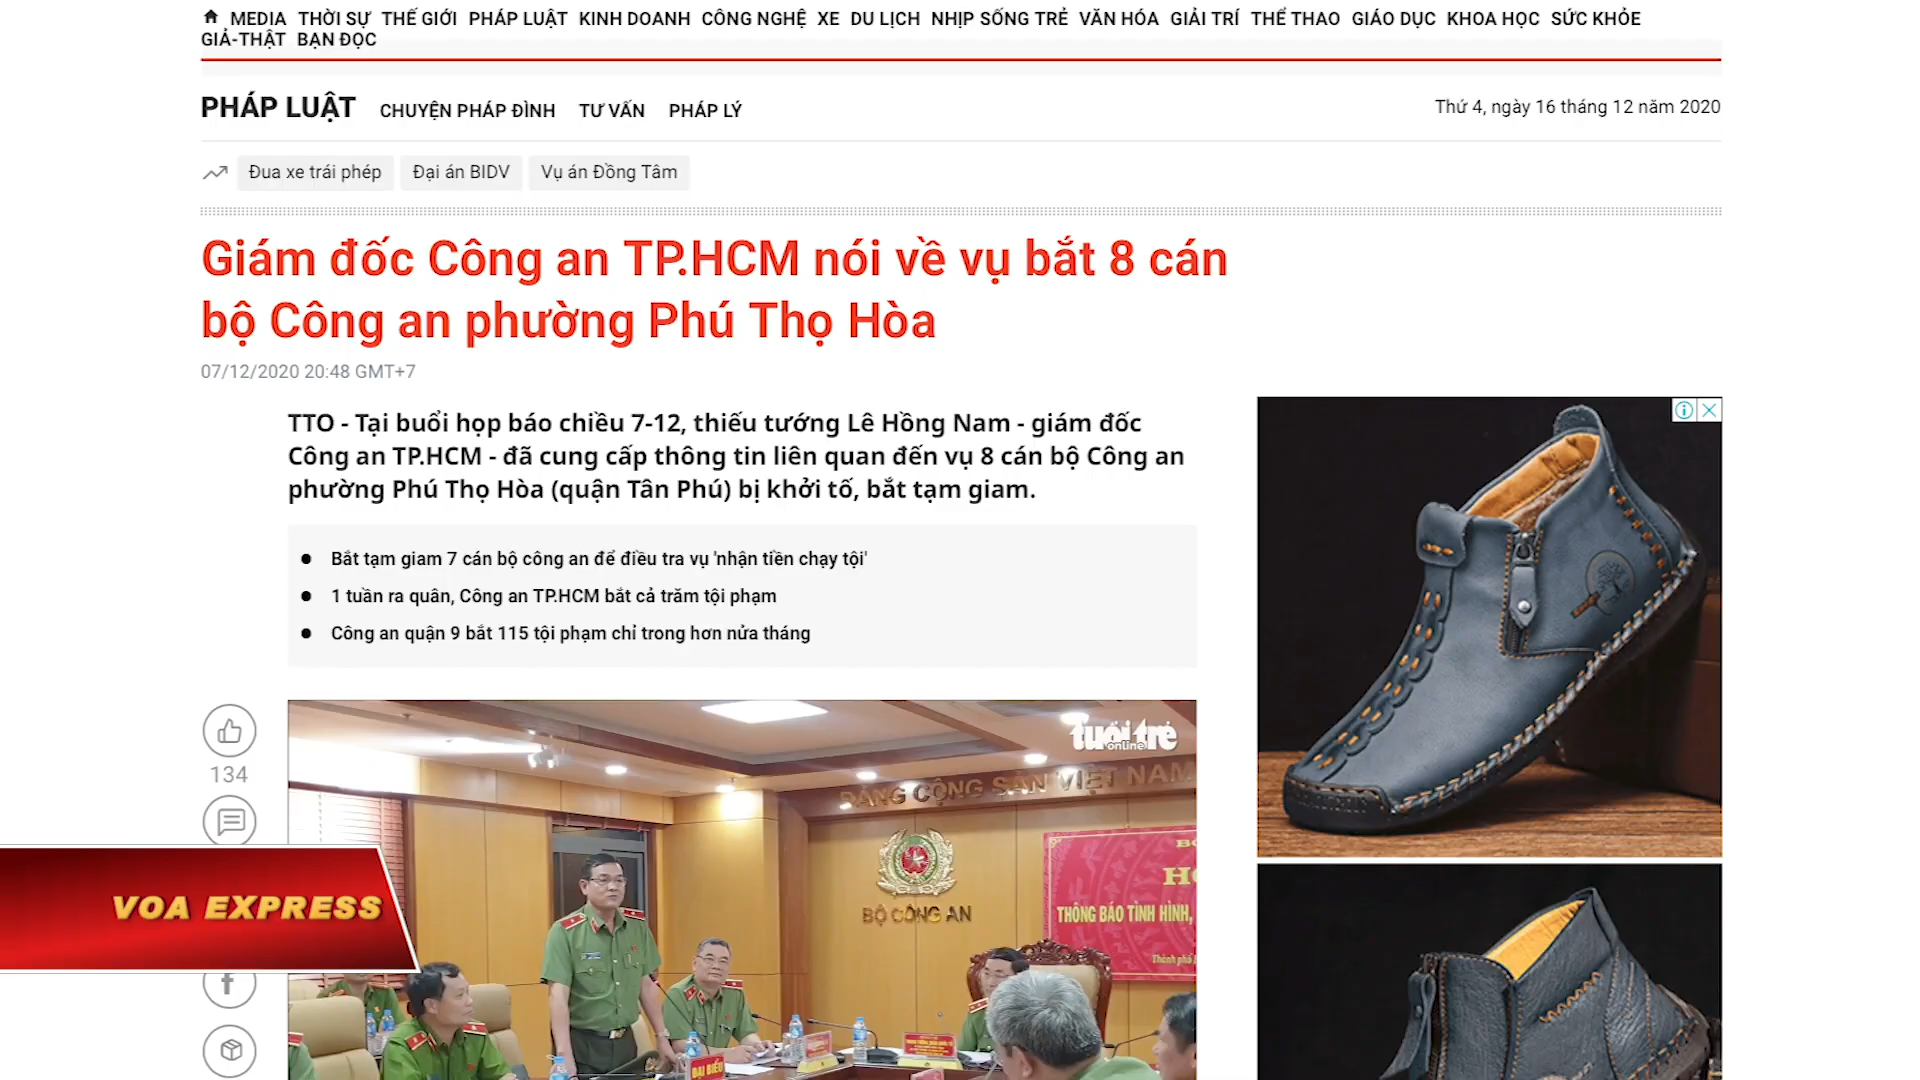 MEDIA THỜI SỰ THẾ GIỚI PHÁP LUẬT KINH DOANH CÔNG NGHỆ XE DU LỊCH NHỊP SỐNG TRẺ VĂN HÓA GIẢI TRÍ THỂ THAO GIÁO DỤC KHOA HỌC SỨC KHỎE
GIẢ-THẬT BẠN ĐỌC
PHÁP LUẬT CHUYỆN PHÁP ĐÌNH TƯ VẤN PHÁP LÝ
Thứ 4, ngày 16 tháng 12 năm 2020
Đua xe trái phép Đại án BIDV Vụ án Đồng Tâm
Giám đốc Công an TP.HCM nói về vụ bắt 8 cán
bộ Công an phường Phú Thọ Hòa
07/12/2020 20:48 GMT+7
TTO - Tại buổi họp báo chiều 7-12, thiếu tướng Lê Hồng Nam - giám đốc
Công an TP.HCM - đã cung cấp thông tin liên quan đến vụ 8 cán bộ Công an
phường Phú Thọ Hòa (quận Tân Phú) bị khởi tố, bắt tạm giam.
Bắt tạm giam 7 cán bộ công an để điều tra vụ 'nhận tiền chạy tội'
1 tuần ra quân, Công an TP.HCM bắt cả trăm tội phạm
Công an quận 9 bắt 115 tội phạm chỉ trong hơn nửa tháng
134
tuổi trẻ
online
ĐẢNG CỘNG SẢN VIỆT NAM
BỘ CÔNG AN
THÔNG BÁO TÌNH HÌNH,
Thành phố
ĐẠI BIỂU
VOA EXPRESS